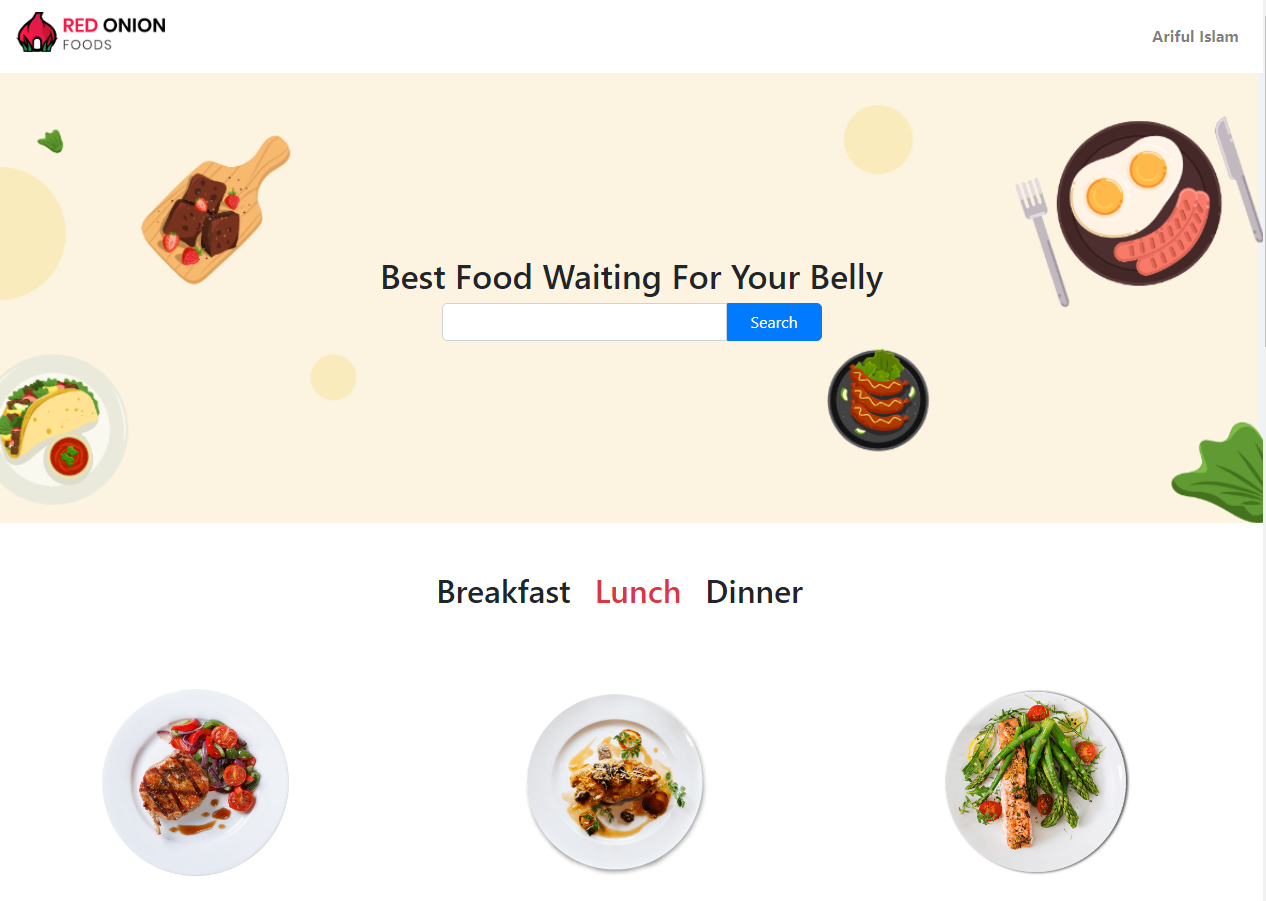 RED ONION
FOODS
Ariful Islam
Best Food Waiting For Your Belly
Search
Breakfast Lunch Dinner